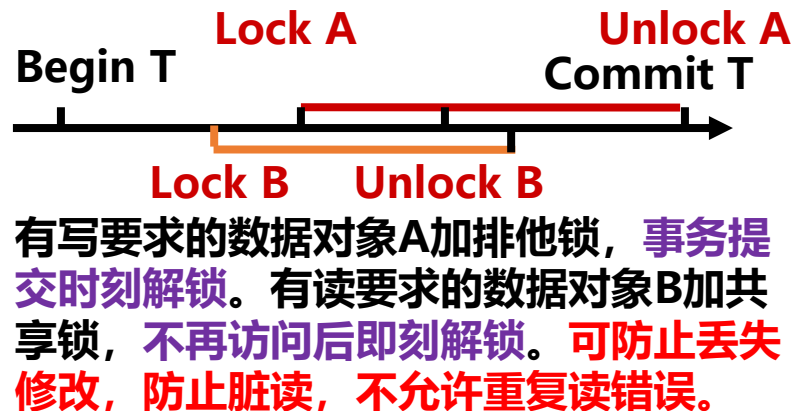 Lock A Unlock A
Begin T Commit T
Lock B Unlock B
有写要求的数据对象A加排他锁，事务提
交时刻解锁。有读要求的数据对象B加共
享锁，不再访问后即刻解锁。可防止丢失
修改，防止脏读，不允许重复读错误。